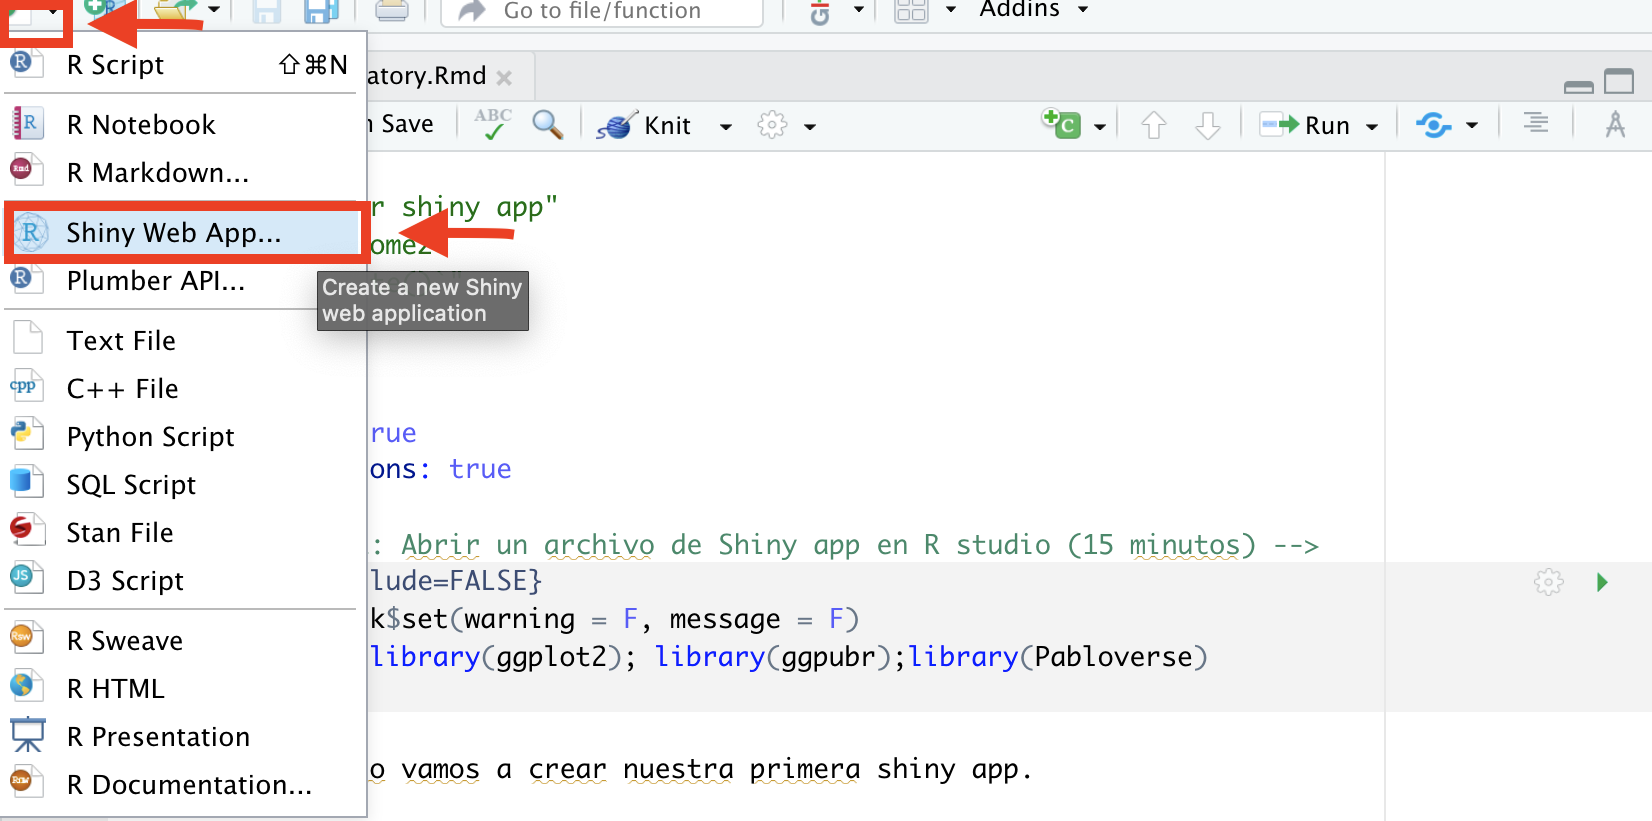 Go to file/function
Addins
R Script ⇧⌘N
R Notebook
R Markdown...
Shiny Web App...
Plumber API...
Text File
C++ File
Python Script
SQL Script
Stan File
D3 Script
R Sweave
R HTML
R Presentation
R Documentation...
Create a new Shiny
web application
atory.Rmd
n Save
ABC
Knit
C
Run
r shiny app"
omez
rue
ons: true
: Abrir un archivo de Shiny app en R studio (15 minutos) -->
lude=FALSE}
k$set(warning = F, message = F)
library(ggplot2); library(ggpubr);library(Pabloverse)
o vamos a crear nuestra primera shiny app.